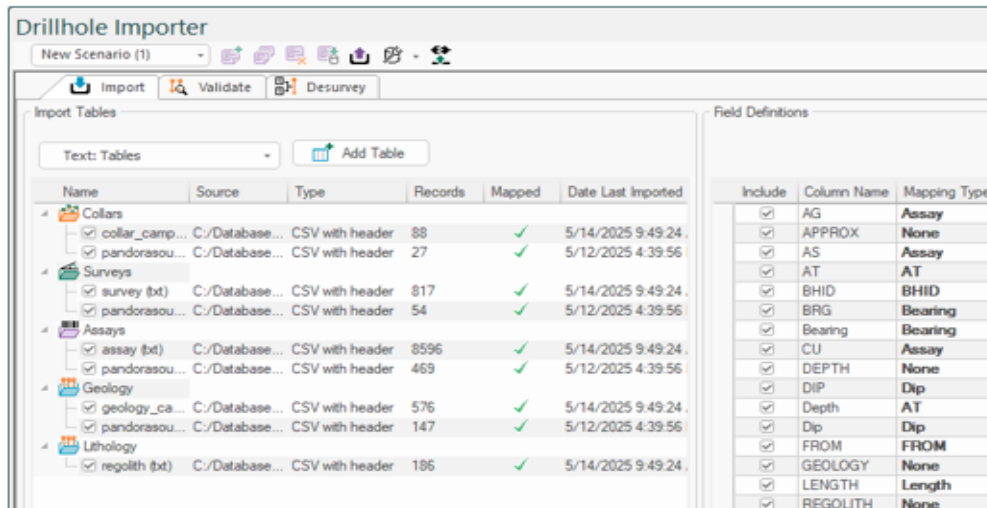 Drillhole Importer
New Scenario (1)
Import Validate Desurvey
Import Tables
Text: Tables Add Table
Name Source Type Records Mapped Date Last Imported
Collars
collar_camp... C:/Database... CSV with header 88 5/14/2025 9:49:24
pandorasou... C:/Database... CSV with header 27 5/12/2025 4:39:56
Surveys
survey (txt) C:/Database... CSV with header 817 5/14/2025 9:49:24
pandorasou... C:/Database... CSV with header 54 5/12/2025 4:39:56
Assays
assay (txt) C:/Database... CSV with header 8596 5/14/2025 9:49:24
pandorasou... C:/Database... CSV with header 469 5/12/2025 4:39:56
Geology
geology_ca... C:/Database... CSV with header 576 5/14/2025 9:49:24
pandorasou... C:/Database... CSV with header 147 5/12/2025 4:39:56
Lithology
regolith (txt) C:/Database... CSV with header 186 5/14/2025 9:49:24
Field Definitions
Include Column Name Mapping Type
AG Assay
APPROX None
AS Assay
AT AT
BHID BHID
BRG Bearing
Bearing Bearing
CU Assay
DEPTH None
DIP Dip
Depth AT
Dip Dip
FROM FROM
GEOLOGY None
LENGTH Length
REGOLITH None